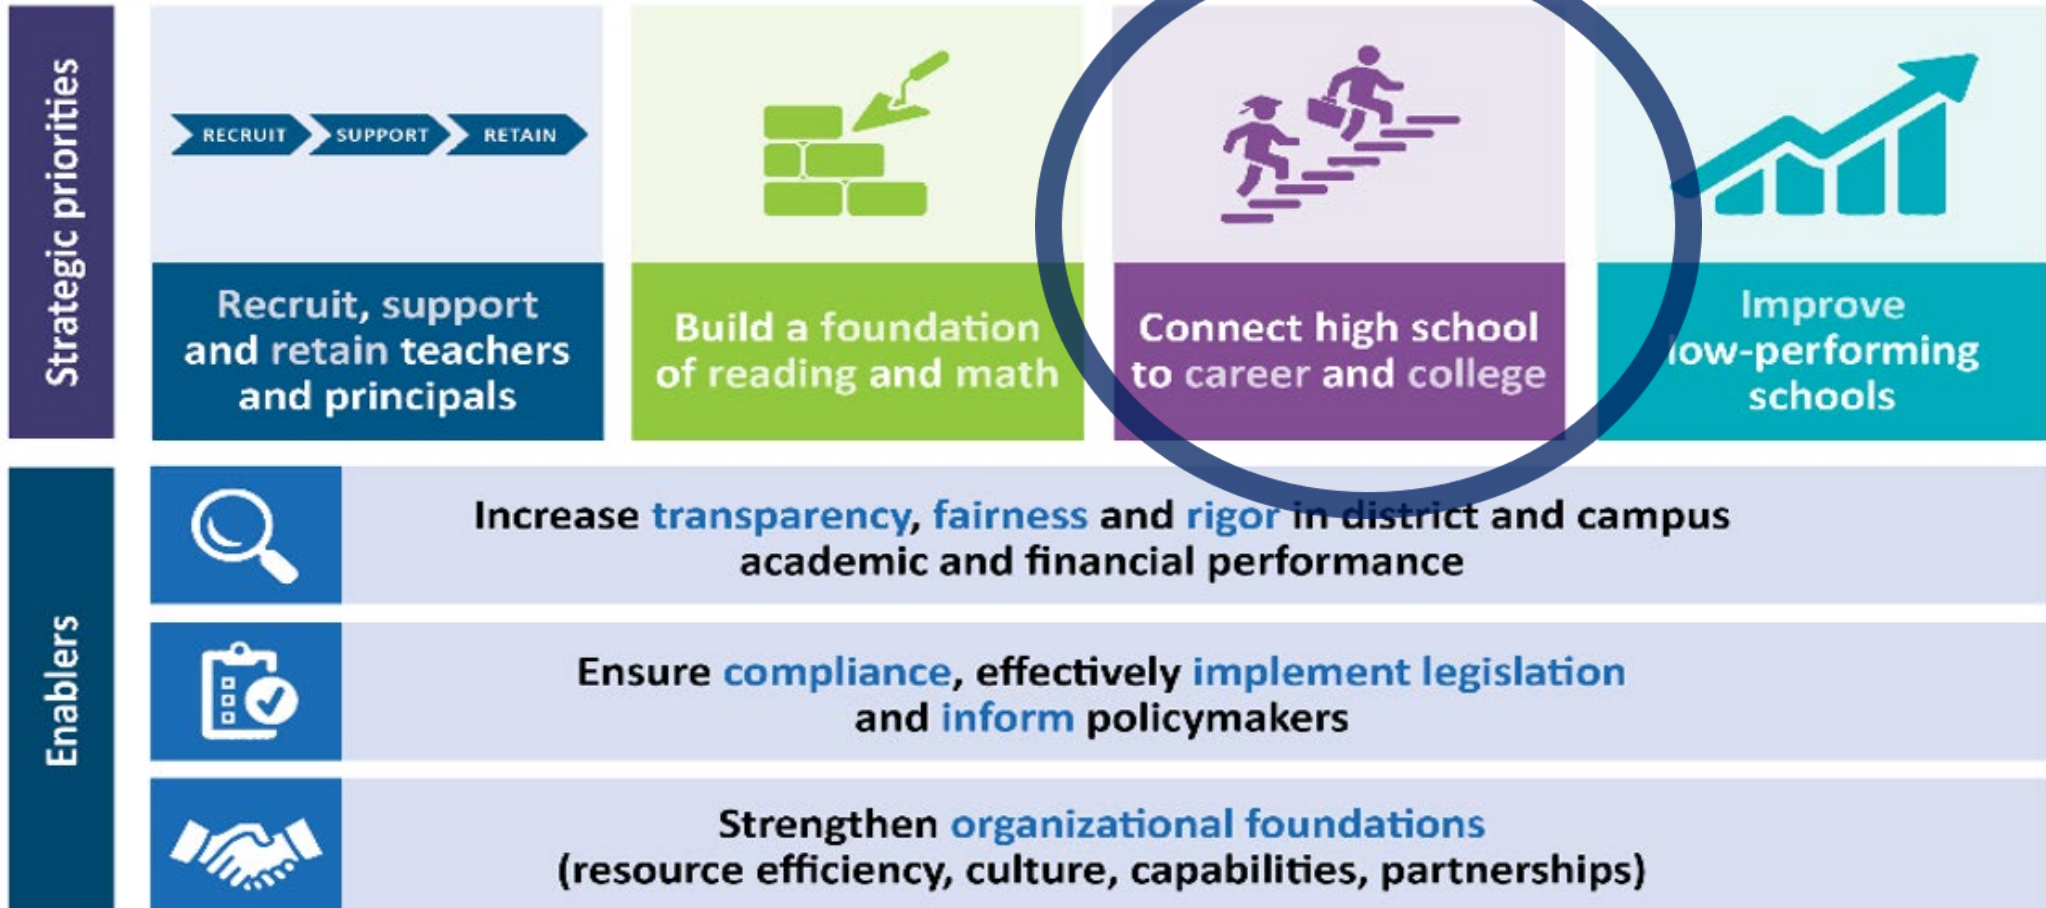 Strategic priorities
RECRUIT
SUPPORT
RETAIN
Recruit, support
and retain teachers
and principals
Build a foundation
of reading and math
Connect high school
to career and college
Improve
low-performing
schools
Enablers
Increase transparency, fairness and rigor in district and campus
academic and financial performance
Ensure compliance, effectively implement legislation
and inform policymakers
Strengthen organizational foundations
(resource efficiency, culture, capabilities, partnerships)